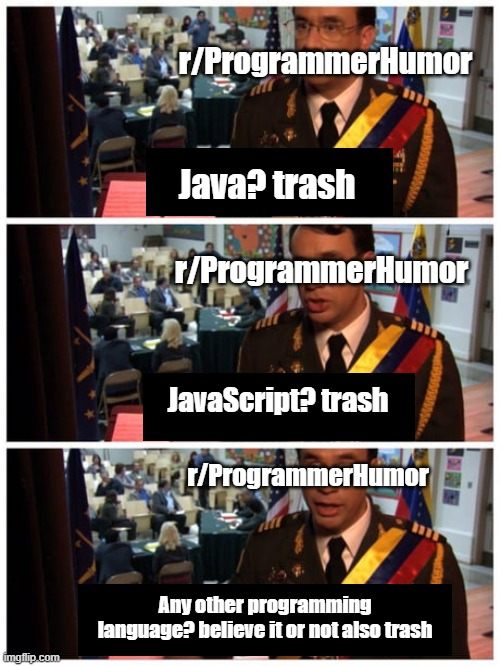 r/ProgrammerHumor
Java? trash
r/ProgrammerHumor
JavaScript? trash
r/ProgrammerHumor
Any other programming
language? believe it or not also trash
imgflip.com